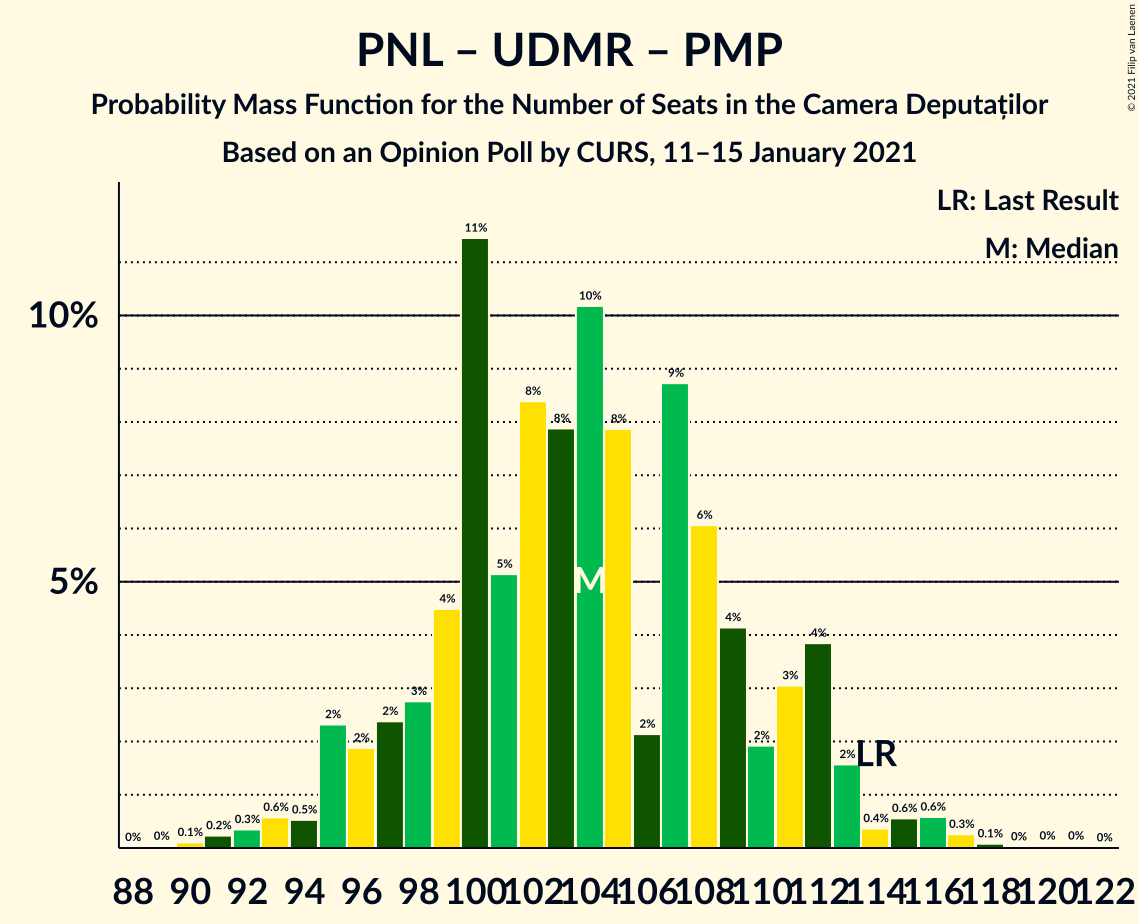 PNL – UDMR – PMP
Probability Mass Function for the Number of Seats in the Camera Deputaților
Based on an Opinion Poll by CURS, 11–15 January 2021
© 2021 Filip van Laenen
LR: Last Result
M: Median
10%
5%
0% 0% 0.1% 0.2% 0.3% 0.6% 0.5% 2% 2% 2% 3% 4% 11% 5% 8% 8% 10% 8% 2% 9% 6% 4% 2% 3% 4% 2% 0.4% 0.6% 0.6% 0.3% 0.1% 0% 0% 0% 0%
M
LR
88 90 92 94 96 98 100 102 104 106 108 110 112 114 116 118 120 122